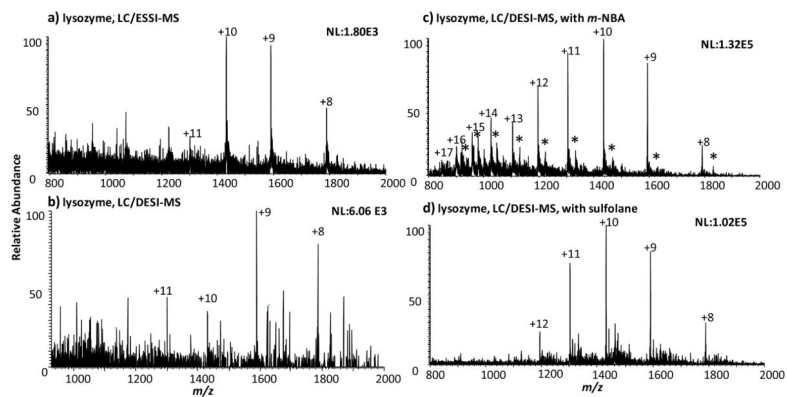 a) lysozyme, LC/ESSI-MS
NL:1.80E3
100
50
0
+11
+10
+9
+8
800 1000 1200 1400 1600 1800 2000
b) lysozyme, LC/DESI-MS
NL:6.06 E3
100
50
0
+11
+10
+9
+8
1000 1200 1400 1600 1800 2000
m/z
Relative Abundance
c) lysozyme, LC/DESI-MS, with m-NBA
NL:1.32E5
100
50
0
+17
+16
*
+15
*
+14
*
+13
*
+12
*
+11
*
+10
*
+9
*
+8
*
800 1000 1200 1400 1600 1800 2000
d) lysozyme, LC/DESI-MS, with sulfolane
NL:1.02E5
100
50
0
+12
+11
+10
+9
+8
800 1000 1200 1400 1600 1800 2000
m/z